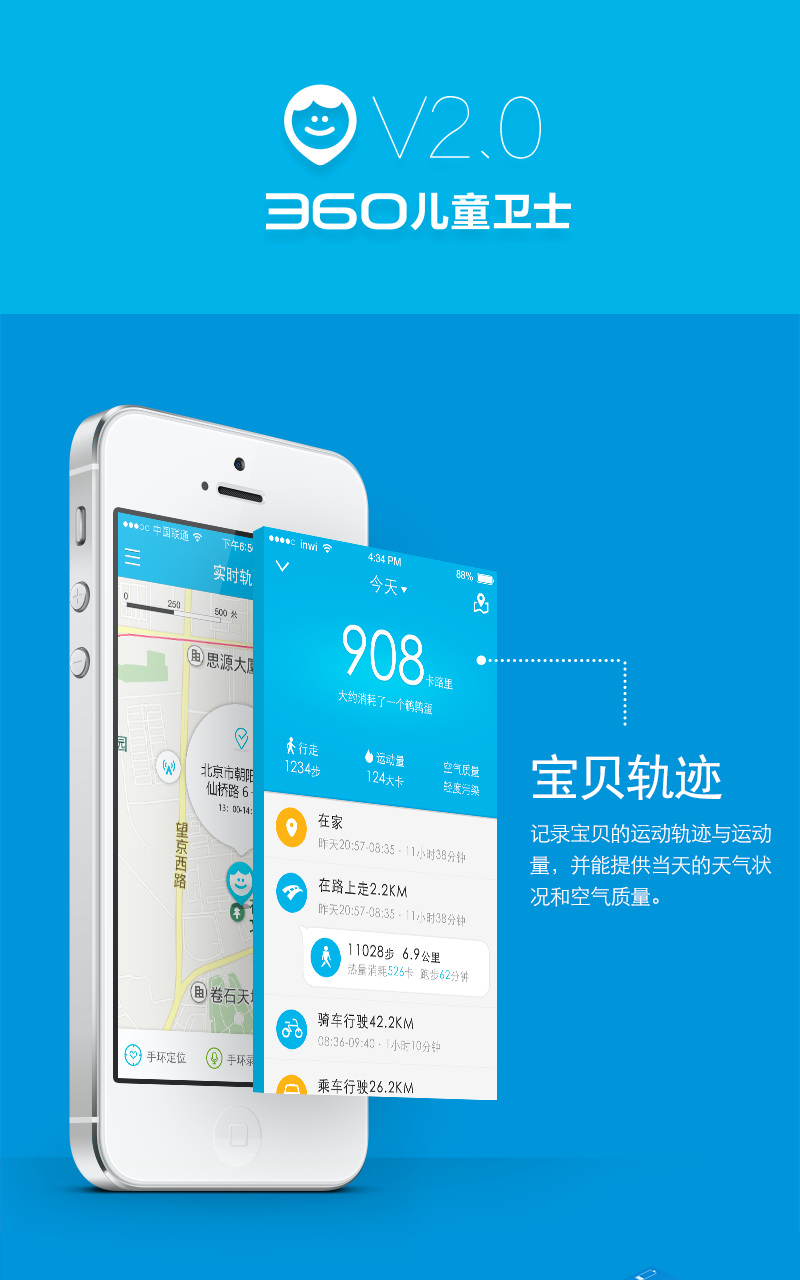 V2.0
360儿童卫士
中国联通
下午6:5
实时轨
0 250 500 米
思源大厦
园
北京市朝阳
仙桥路 6
13：00-14:
望京西路
卷石天地
手环定位
手环录
inwi 4:34 PM 88%
今天
908卡路里
大约消耗了一个鹌鹑蛋
行走
1234步
运动量
124大卡
空气质量
轻度污染
在家
昨天20:57-08:35 - 11小时38分钟
在路上走2.2KM
昨天20:57-08:35 - 11小时38分钟
11028步 6.9公里
热量消耗526卡 跑步62分钟
骑车行驶42.2KM
08:36-09:40 - 1小时10分钟
乘车行驶26.2KM
宝贝轨迹
记录宝贝的运动轨迹与运动
量，并能提供当天的天气状
况和空气质量。